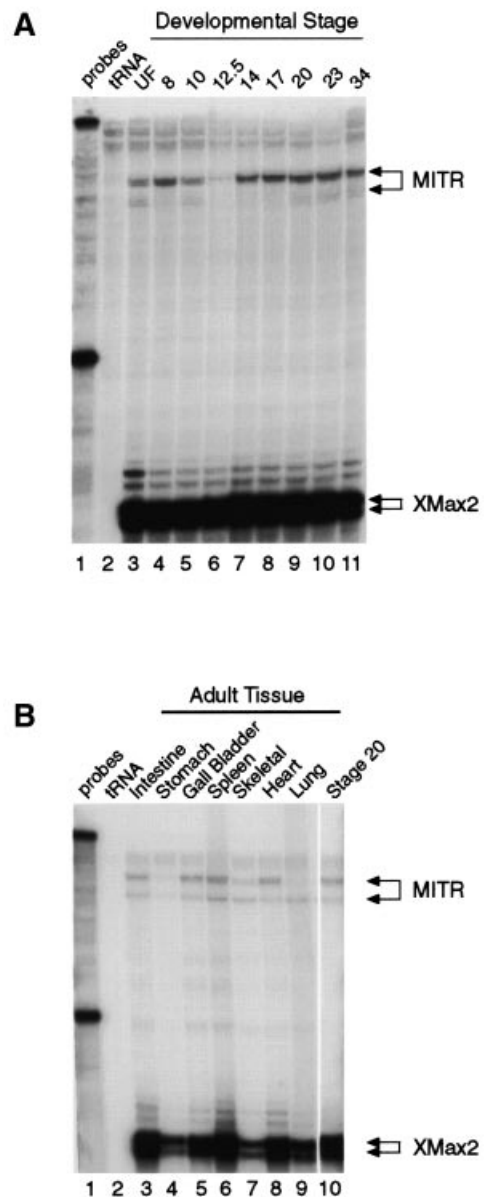 A
Developmental Stage
probes tRNA UF 8 10 12.5 14 17 20 23 34
MITR
XMax2
1 2 3 4 5 6 7 8 9 10 11
B
Adult Tissue
probes tRNA Intestine Stomach Gall Bladder Spleen Skeletal Heart Lung Stage 20
MITR
XMax2
1 2 3 4 5 6 7 8 9 10